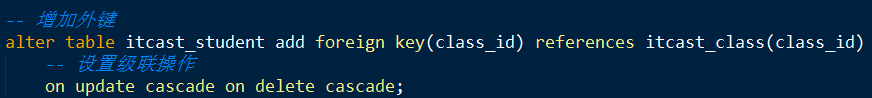 -- 增加外键
alter table itcast_student add foreign key(class_id) references itcast_class(class_id)
-- 设置级联操作
on update cascade on delete cascade;